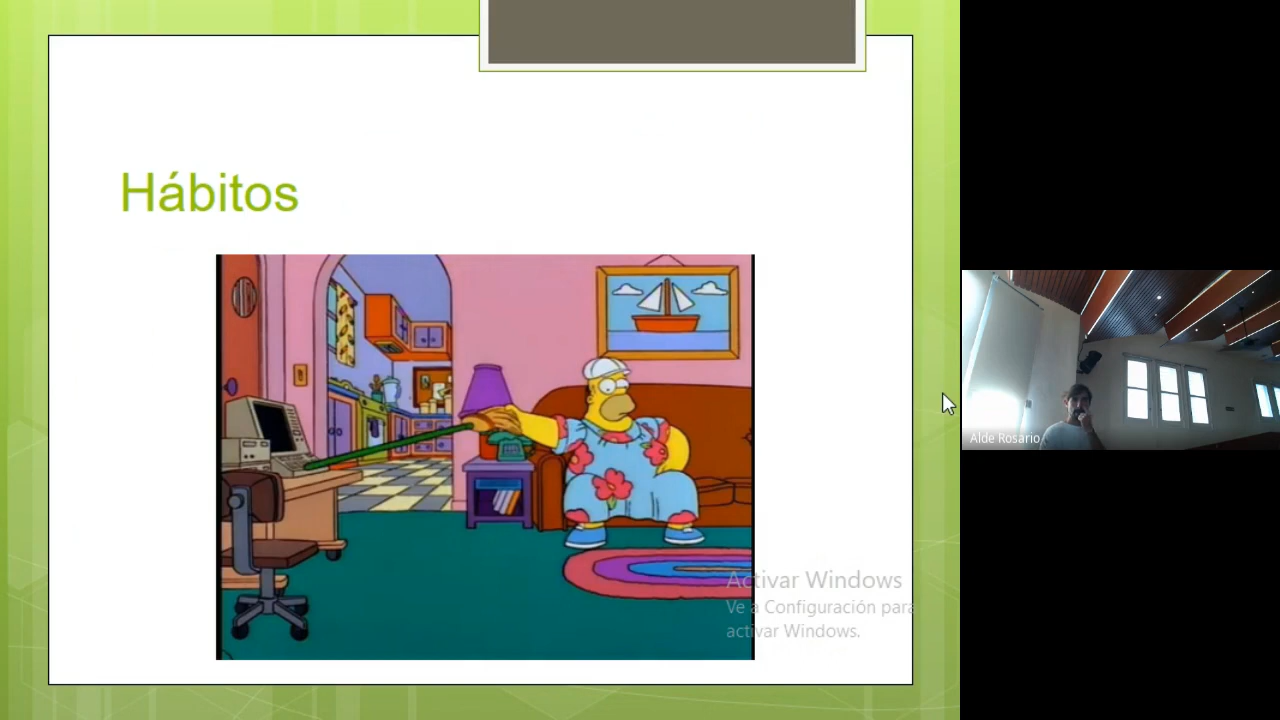 Hábitos
Activar Windows
Ve a Configuración para
activar Windows.
Alde Rosario